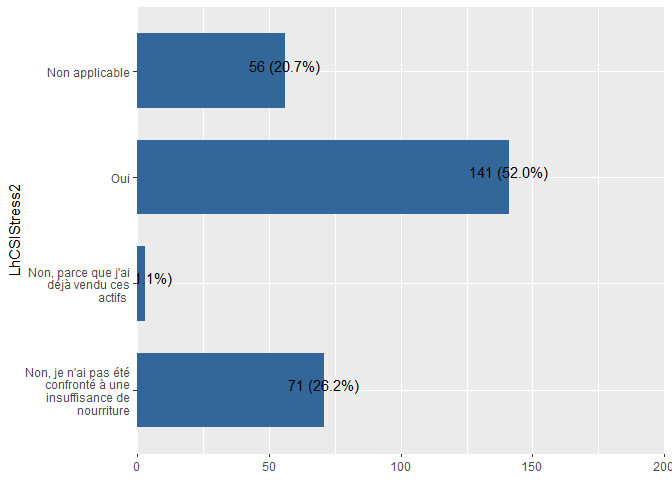 LhCSIStress2
Non applicable
56 (20.7%)
Oui
141 (52.0%)
Non, parce que j'ai
déjà vendu ces
actifs
1.1%)
Non, je n'ai pas été
confronté à une
insuffisance de
nourriture
71 (26.2%)
0
50
100
150
200